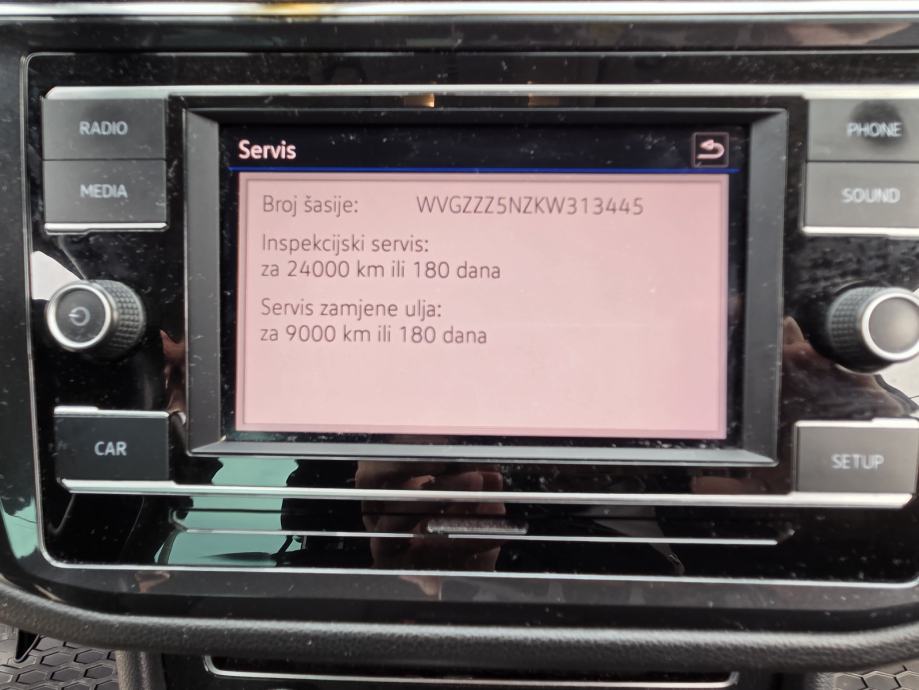 RADIO
MEDIA
CAR
Servis
Broj šasije: WVGZZZ5NZKW313445
Inspekcijski servis:
za 24000 km ili 180 dana
Servis zamjene ulja:
za 9000 km ili 180 dana
PHONE
SOUND
SETUP